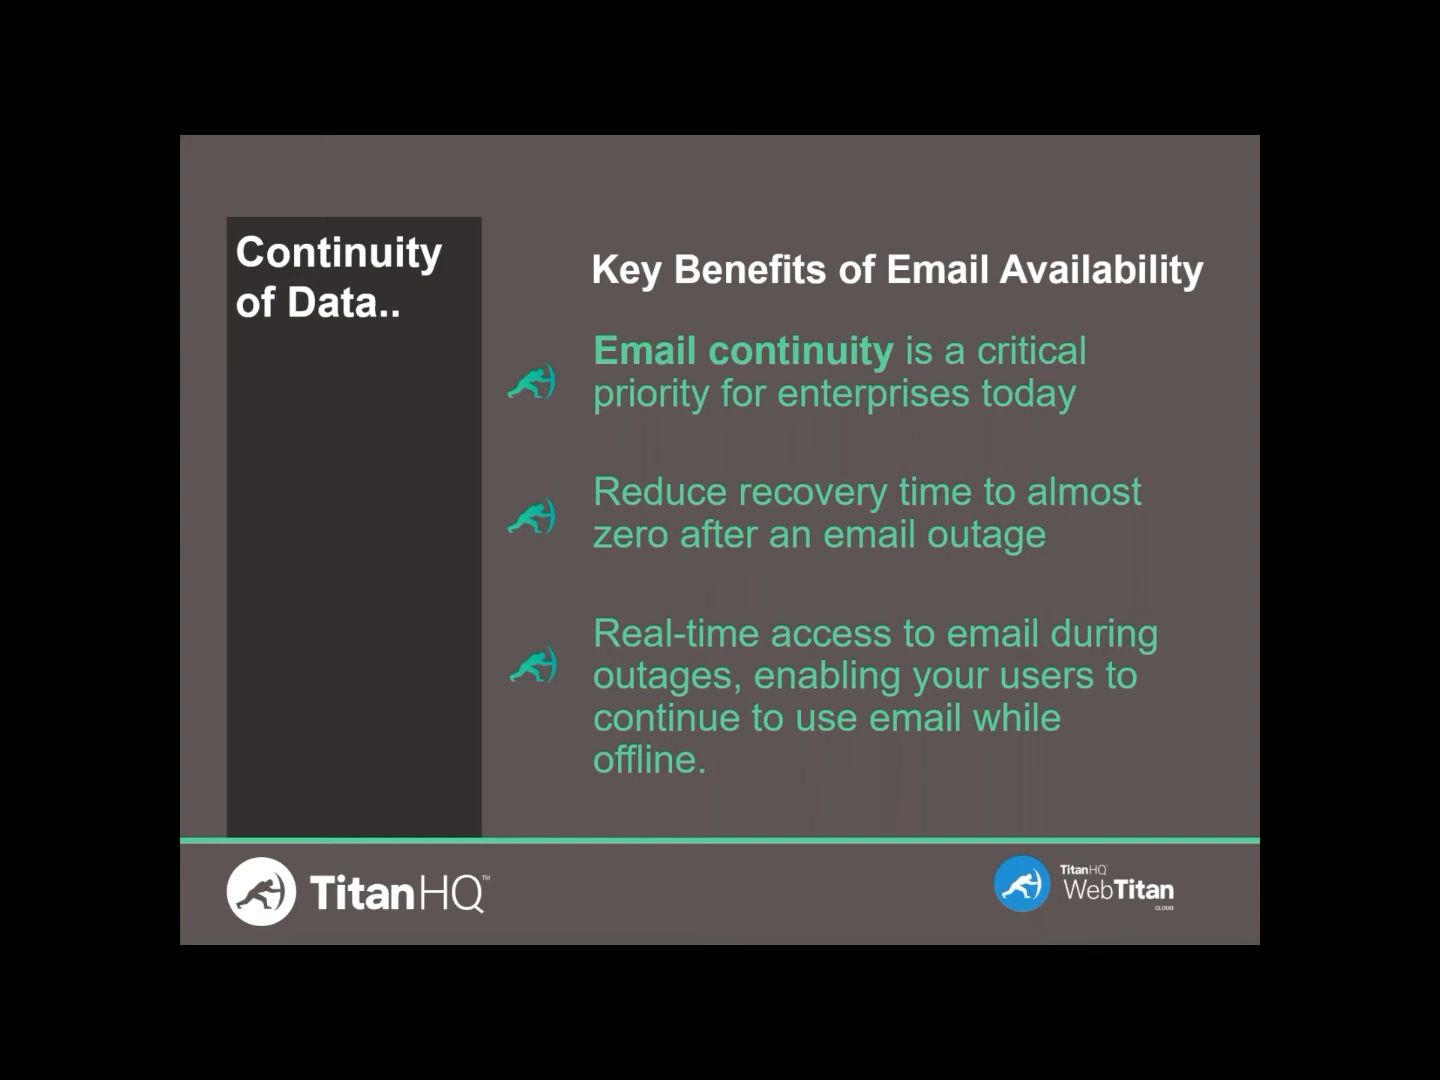 Continuity
of Data..
Key Benefits of Email Availability
Email continuity is a critical
priority for enterprises today
Reduce recovery time to almost
zero after an email outage
Real-time access to email during
outages, enabling your users to
continue to use email while
offline.
TitanHQ™
TitanHQ
WebTitan
CLOUD